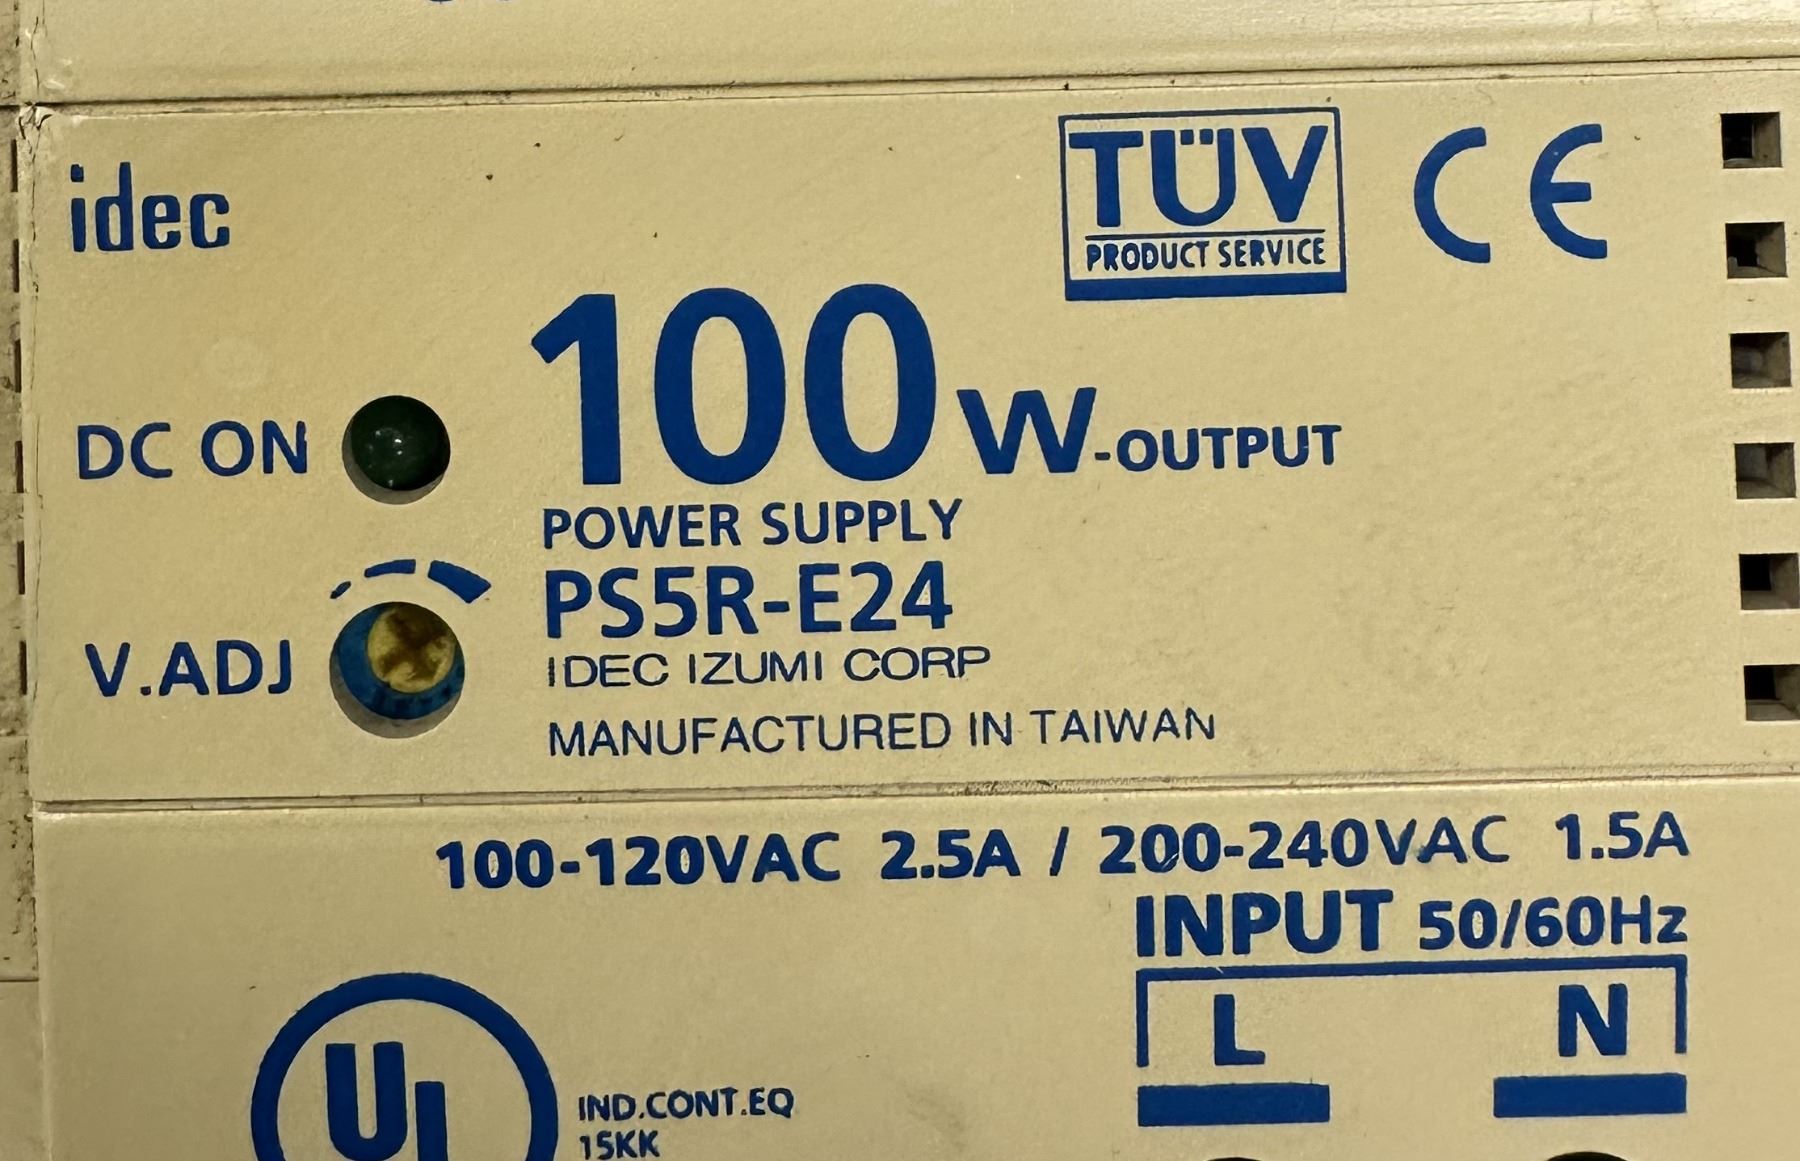 idec
TÜV
PRODUCT SERVICE
CE
100W-OUTPUT
DC ON
POWER SUPPLY
PS5R-E24
V.ADJ
IDEC IZUMI CORP
MANUFACTURED IN TAIWAN
100-120VAC 2.5A / 200-240VAC 1.5A
INPUT 50/60Hz
L N
UL
IND.CONT.EQ
15KK